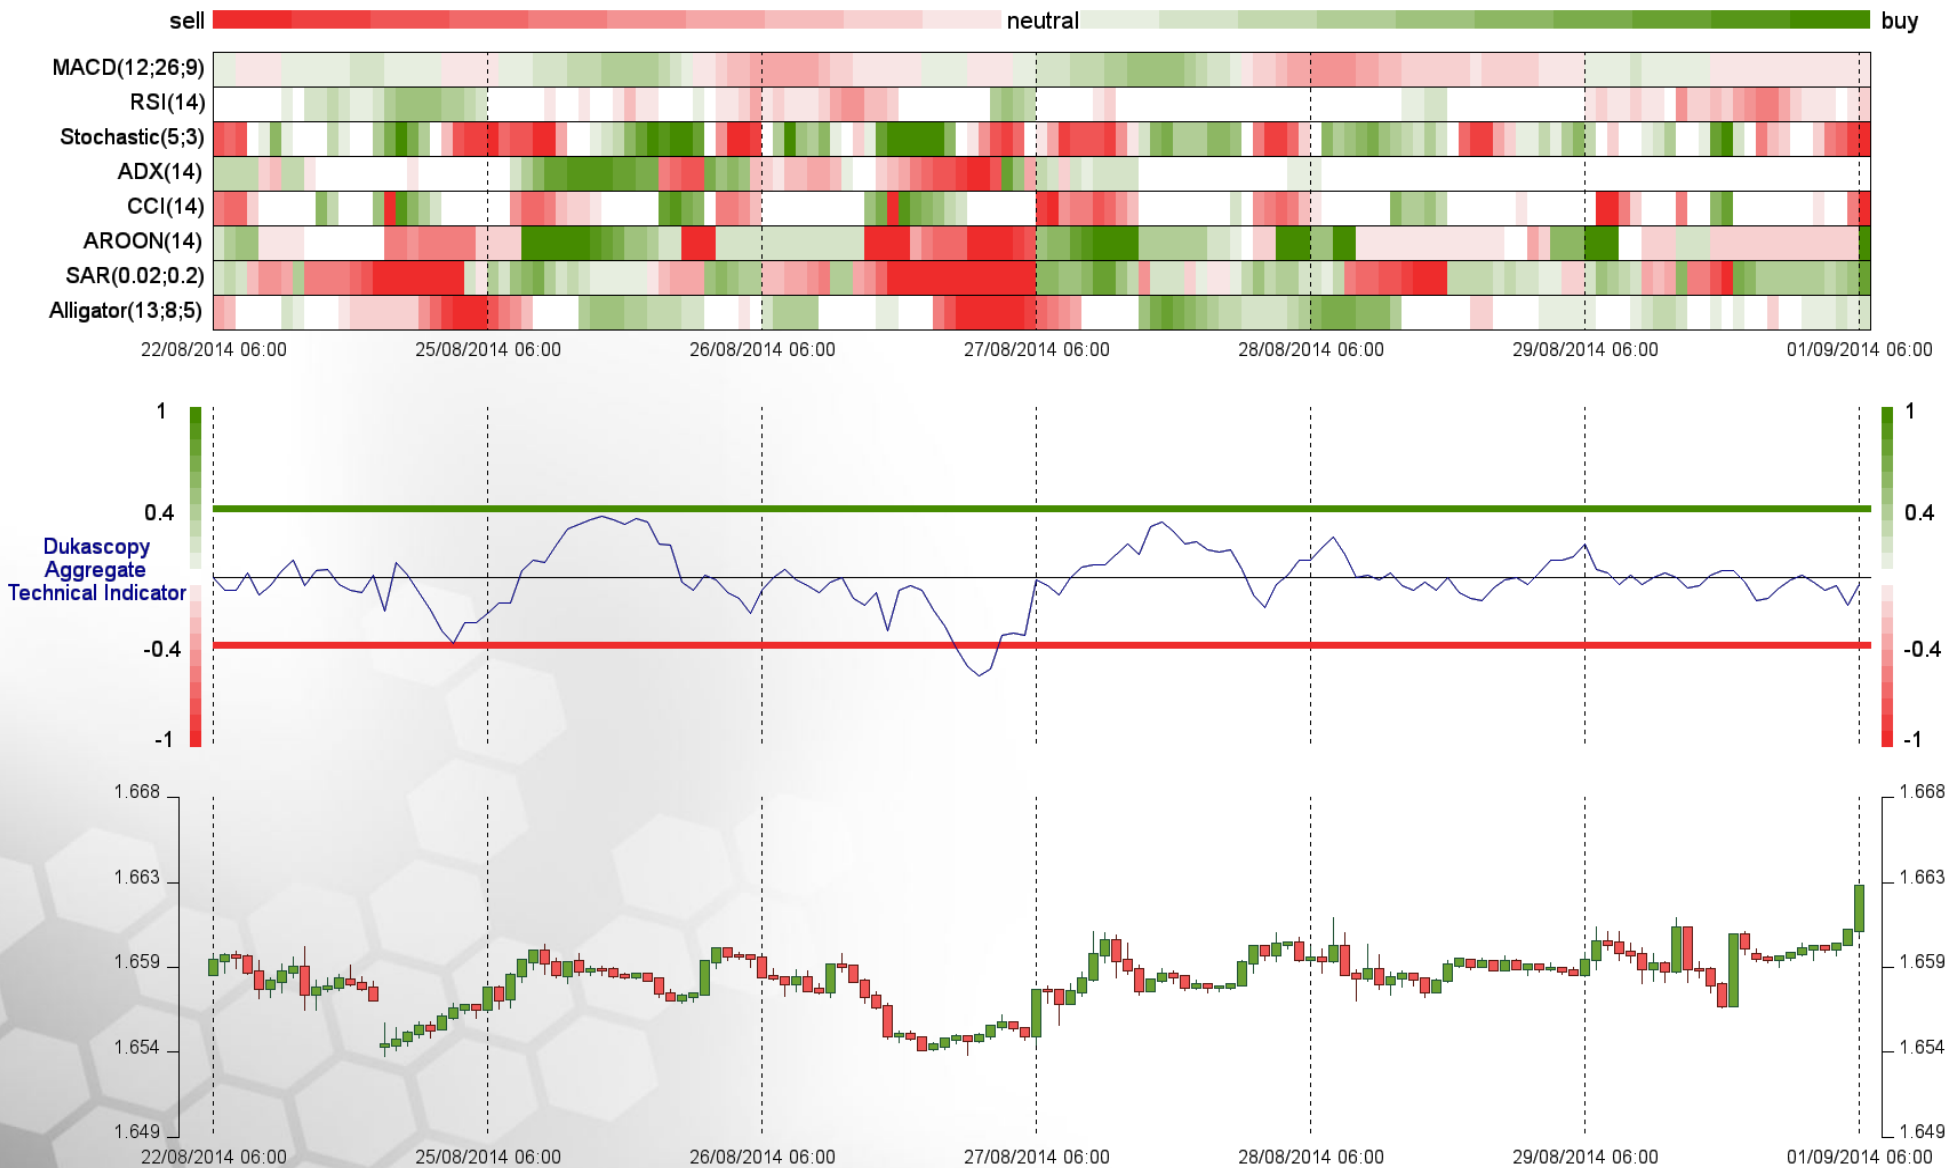 sell neutral buy
MACD(12;26;9)
RSI(14)
Stochastic(5;3)
ADX(14)
CCI(14)
AROON(14)
SAR(0.02;0.2)
Alligator(13;8;5)
22/08/2014 06:00 25/08/2014 06:00 26/08/2014 06:00 27/08/2014 06:00 28/08/2014 06:00 29/08/2014 06:00 01/09/2014 06:00
1 1
0.4 0.4
Dukascopy
Aggregate
Technical Indicator
-0.4 -0.4
-1 -1
1.668 1.668
1.663 1.663
1.659 1.659
1.654 1.654
1.649 1.649
22/08/2014 06:00 25/08/2014 06:00 26/08/2014 06:00 27/08/2014 06:00 28/08/2014 06:00 29/08/2014 06:00 01/09/2014 06:00